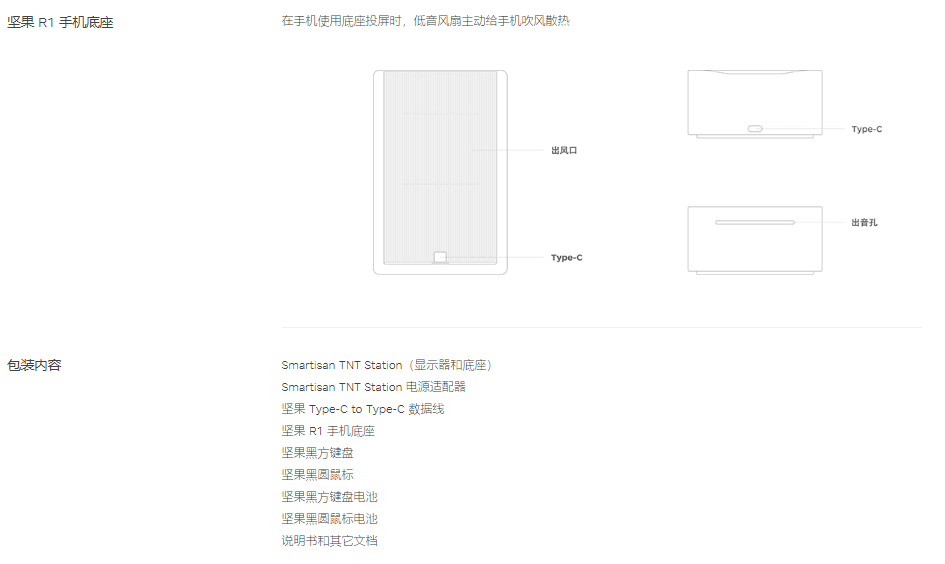 坚果 R1 手机底座
在手机使用底座投屏时，低音风扇主动给手机吹风散热
Type-C
出风口
出音孔
Type-C
包装内容
Smartisan TNT Station（显示器和底座）
Smartisan TNT Station 电源适配器
坚果 Type-C to Type-C 数据线
坚果 R1 手机底座
坚果黑方键盘
坚果黑圆鼠标
坚果黑方键盘电池
坚果黑圆鼠标电池
说明书和其它文档